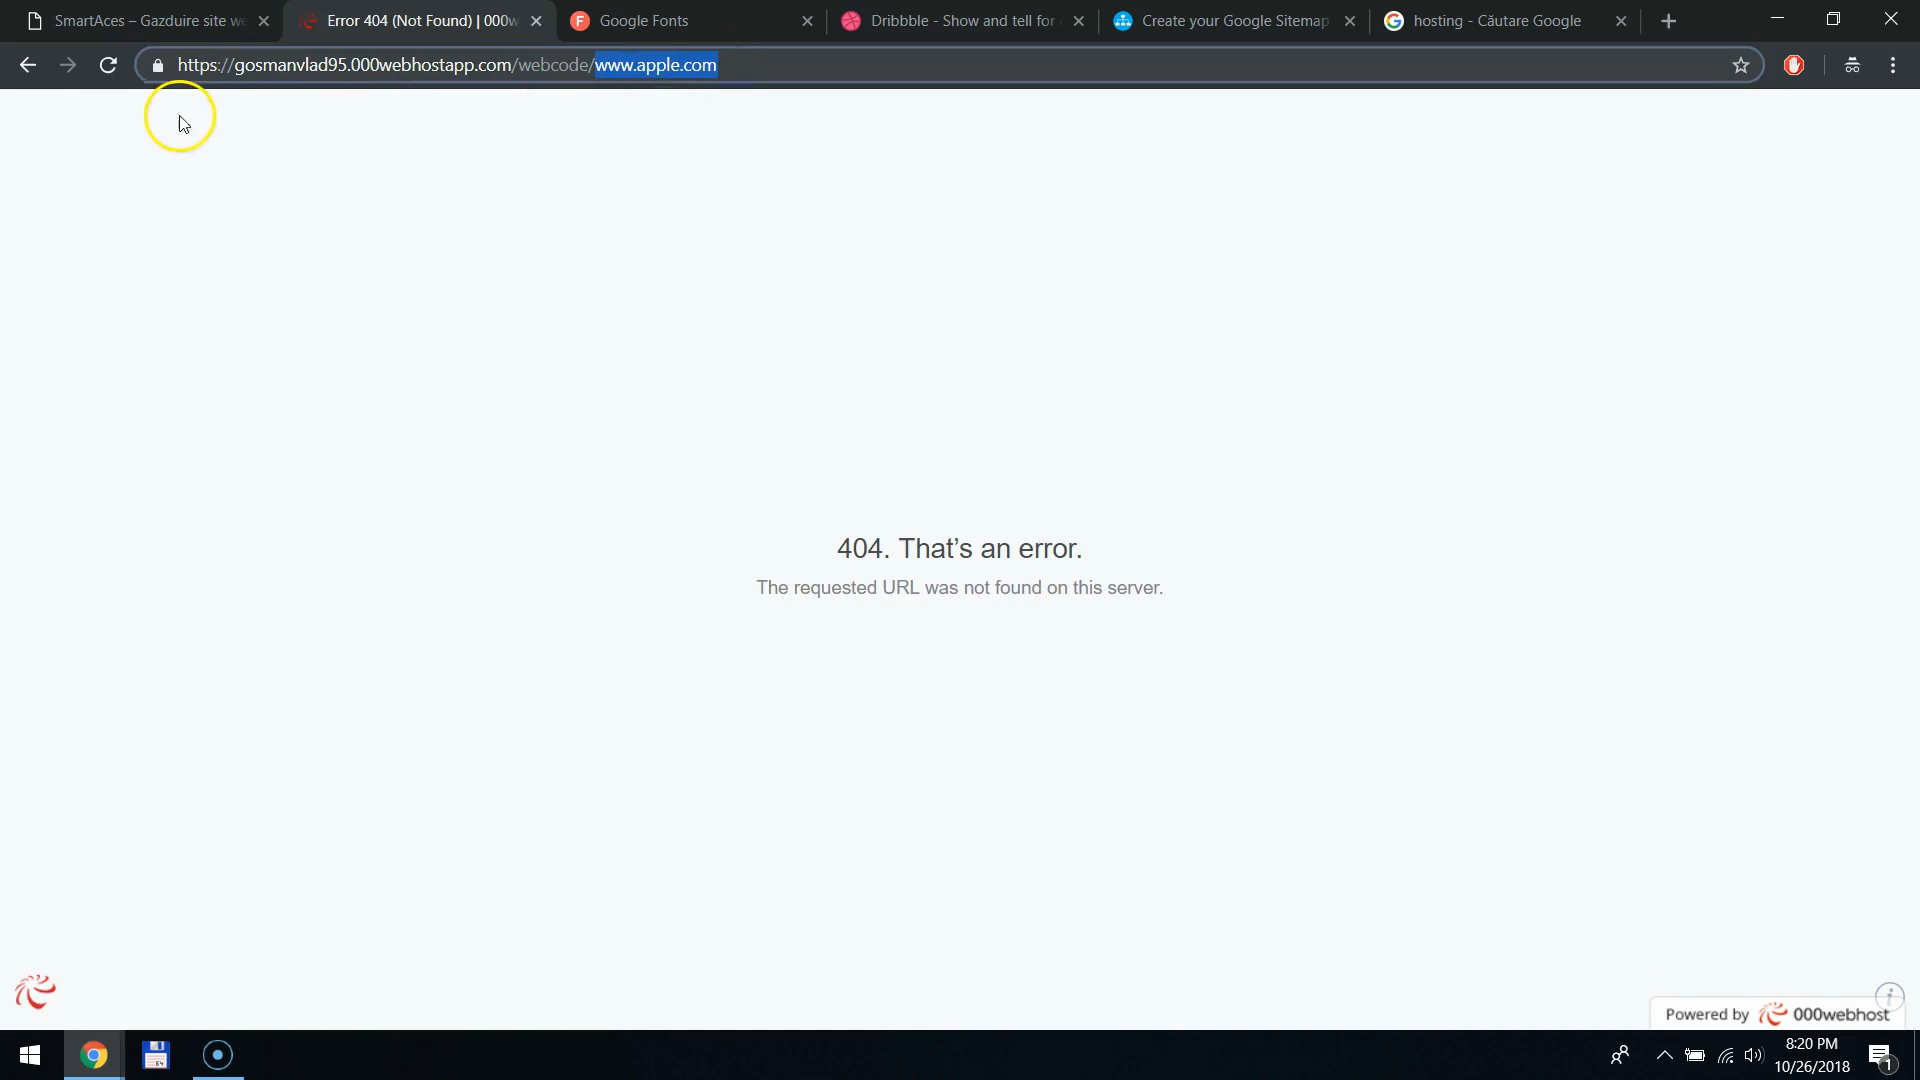 SmartAces – Gazduire site we
Error 404 (Not Found) | 000w
Google Fonts
Dribbble - Show and tell for
Create your Google Sitemap
hosting - Căutare Google
https://gosmanvlad95.000webhostapp.com/webcode/www.apple.com
404. That’s an error.
The requested URL was not found on this server.
Powered by 000webhost
8:20 PM
10/26/2018
1
64